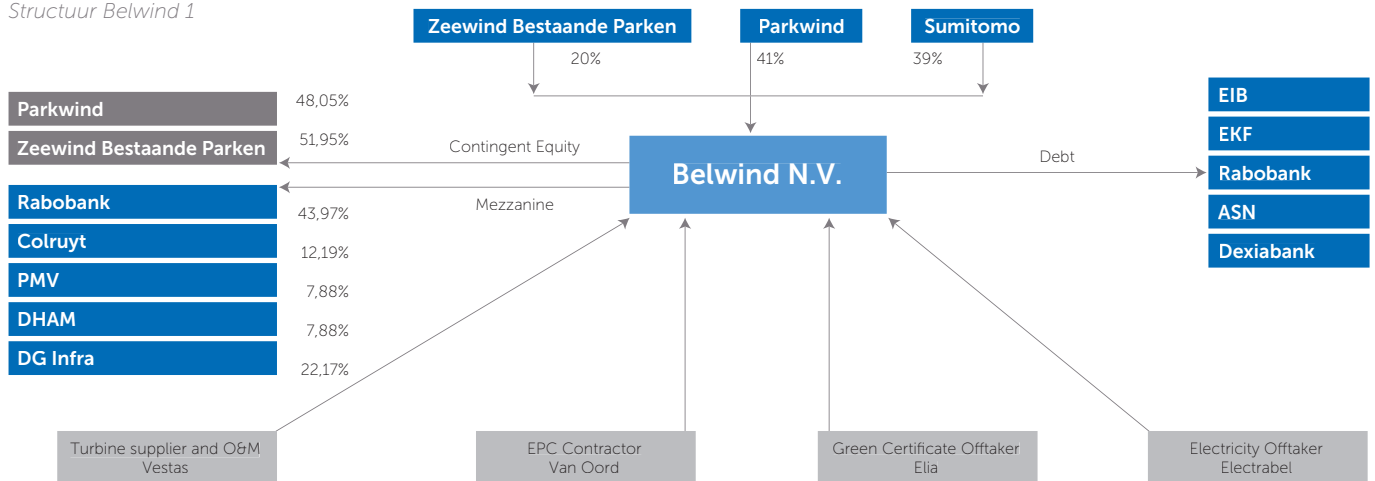 Structuur Belwind 1
Zeewind Bestaande Parken
Parkwind
Sumitomo
20%
41%
39%
Parkwind
48,05%
Zeewind Bestaande Parken
51,95%
Contingent Equity
Mezzanine
Rabobank
43,97%
Colruyt
12,19%
PMV
7,88%
DHAM
7,88%
DG Infra
22,17%
Belwind N.V.
Debt
EIB
EKF
Rabobank
ASN
Dexiabank
Turbine supplier and O&M
Vestas
EPC Contractor
Van Oord
Green Certificate Offtaker
Elia
Electricity Offtaker
Electrabel